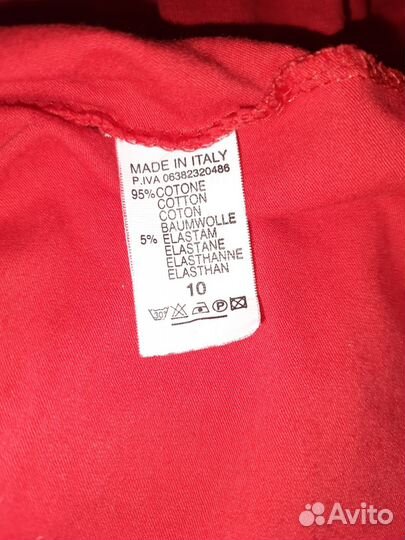 MADE IN ITALY
P.IVA 06382320486
95% COTONE
COTTON
COTON
BAUMWOLLE
5% ELASTAM
ELASTANE
ELASTHANNE
ELASTHAN
10
30° P
Avito